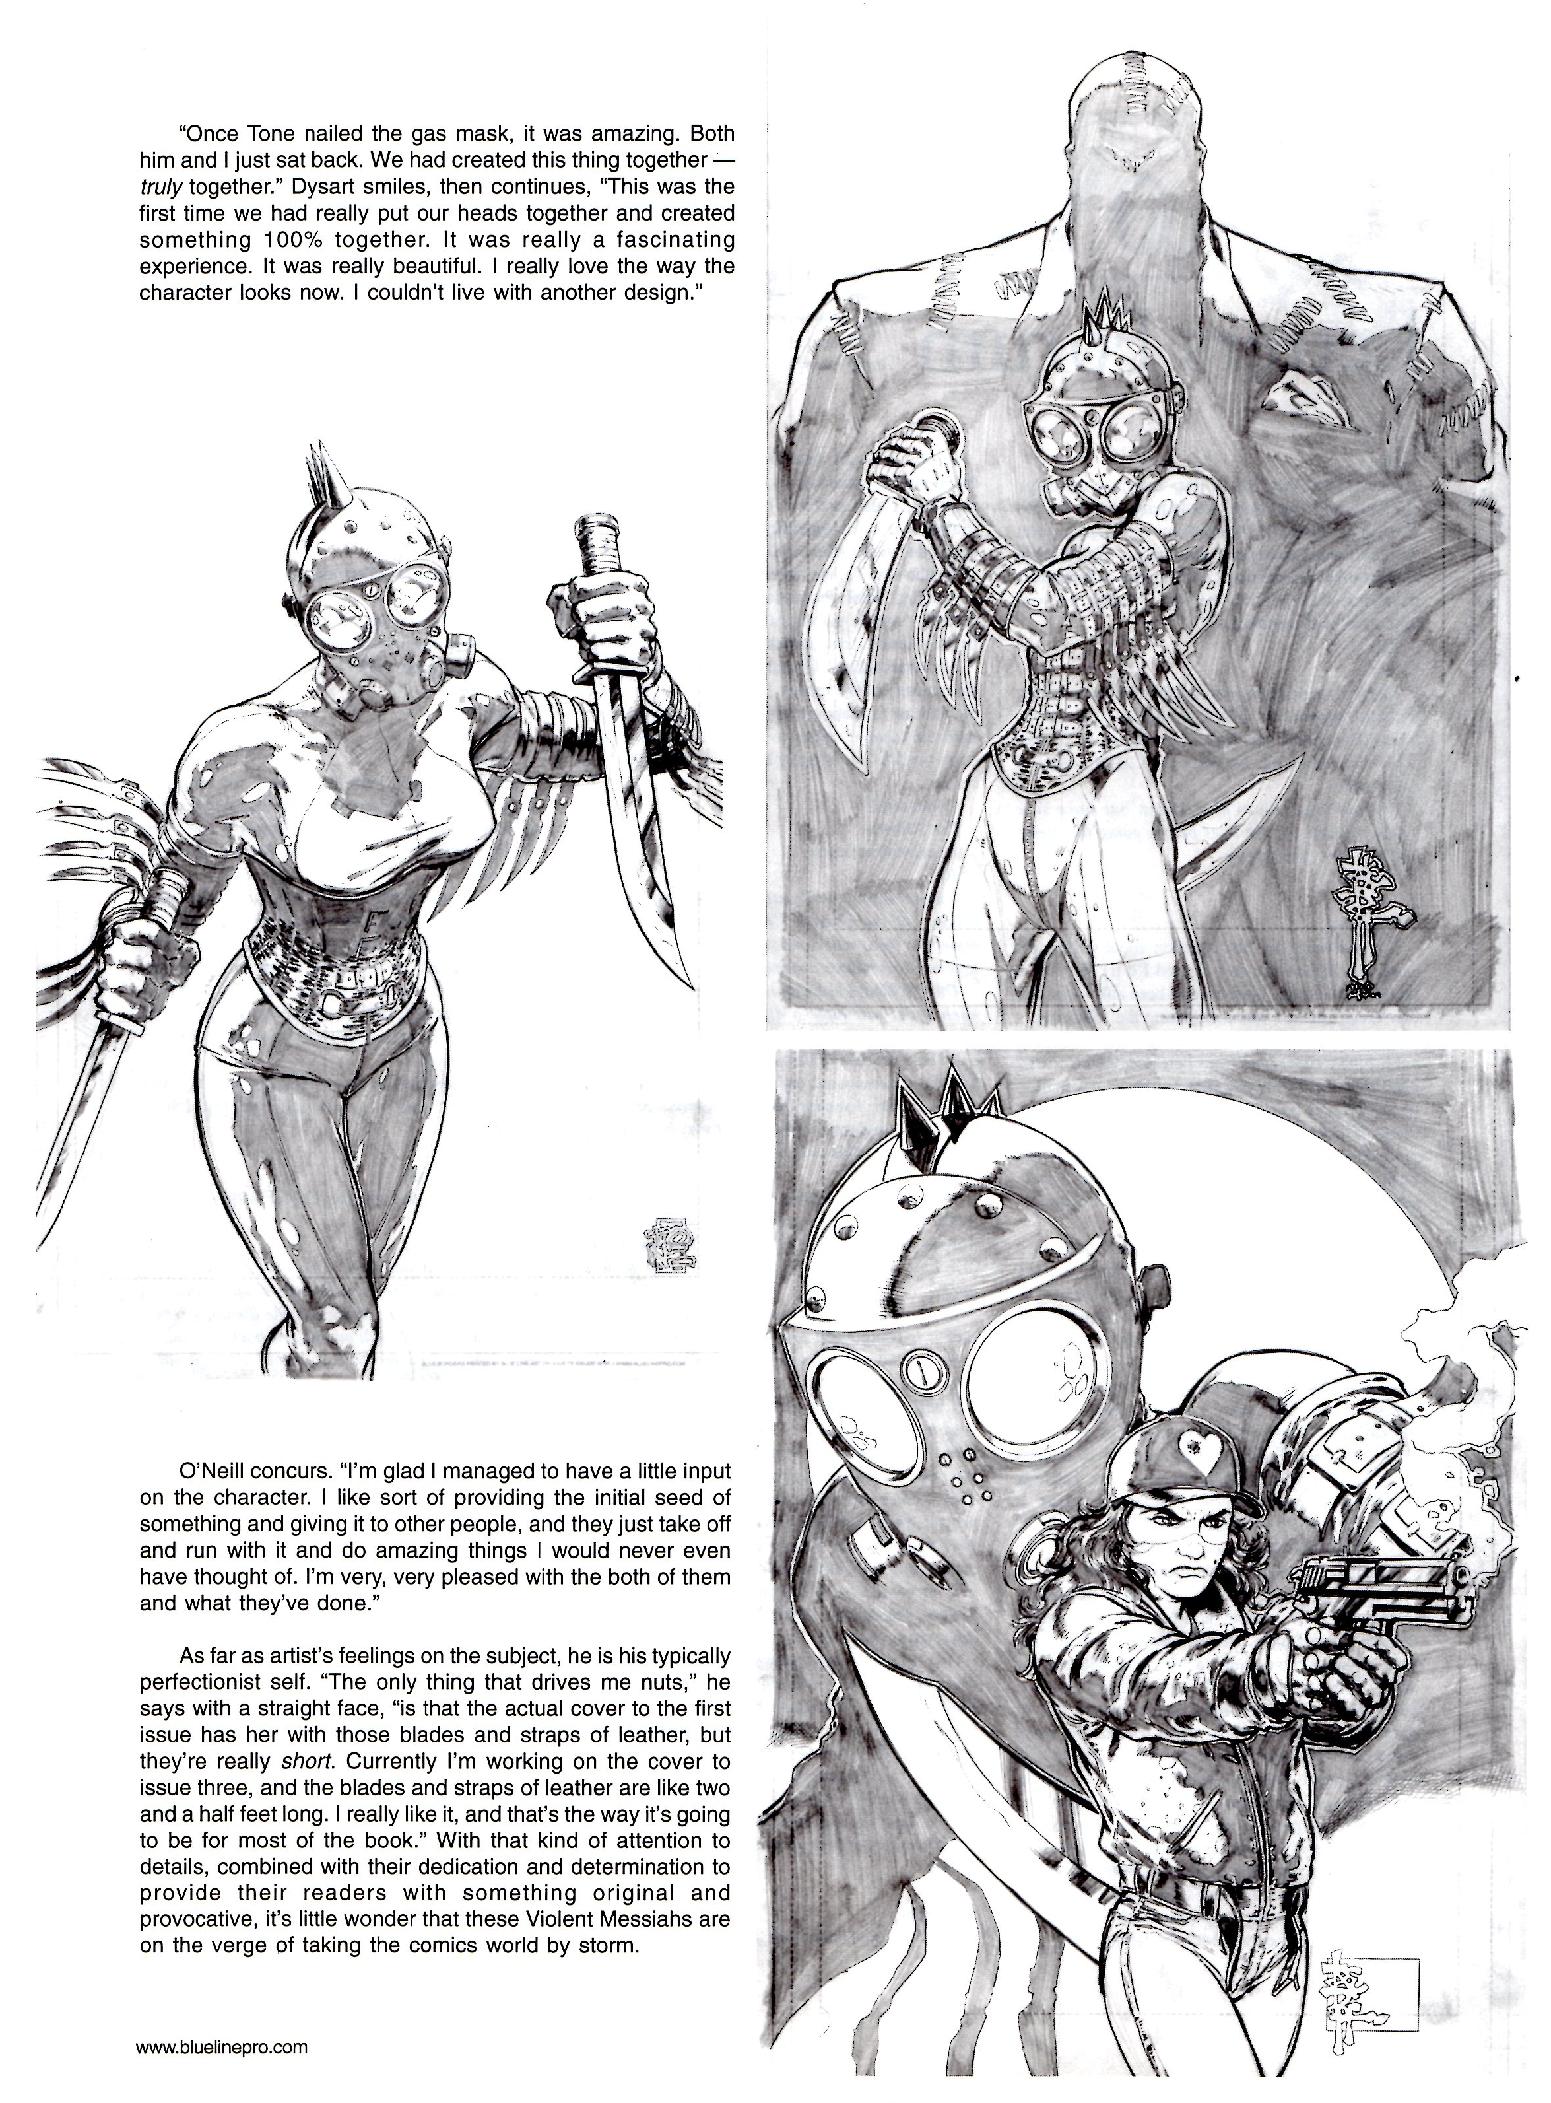 “Once Tone nailed the gas mask, it was amazing. Both
him and I just sat back. We had created this thing together —
truly together.” Dysart smiles, then continues, "This was the
first time we had really put our heads together and created
something 100% together. It was really a fascinating
experience. It was really beautiful. I really love the way the
character looks now. I couldn't live with another design."
O’Neill concurs. “I’m glad I managed to have a little input
on the character. I like sort of providing the initial seed of
something and giving it to other people, and they just take off
and run with it and do amazing things I would never even
have thought of. I’m very, very pleased with the both of them
and what they’ve done.”
As far as artist’s feelings on the subject, he is his typically
perfectionist self. “The only thing that drives me nuts,” he
says with a straight face, “is that the actual cover to the first
issue has her with those blades and straps of leather, but
they’re really short. Currently I’m working on the cover to
issue three, and the blades and straps of leather are like two
and a half feet long. I really like it, and that’s the way it’s going
to be for most of the book.” With that kind of attention to
details, combined with their dedication and determination to
provide their readers with something original and
provocative, it’s little wonder that these Violent Messiahs are
on the verge of taking the comics world by storm.
www.bluelinepro.com